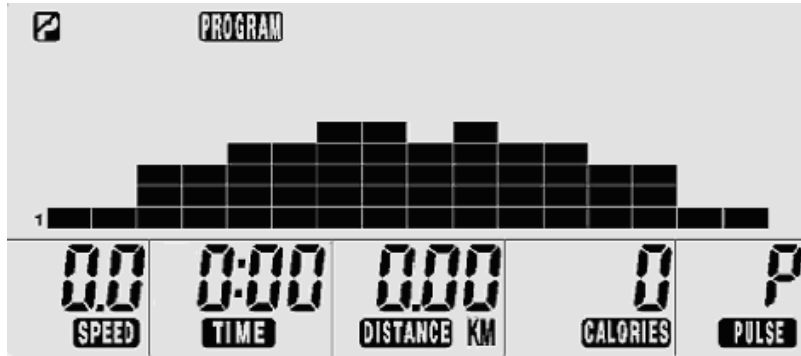 PROGRAM
1
0.0 0:00 0.00 0 P
SPEED TIME DISTANCE KM CALORIES PULSE